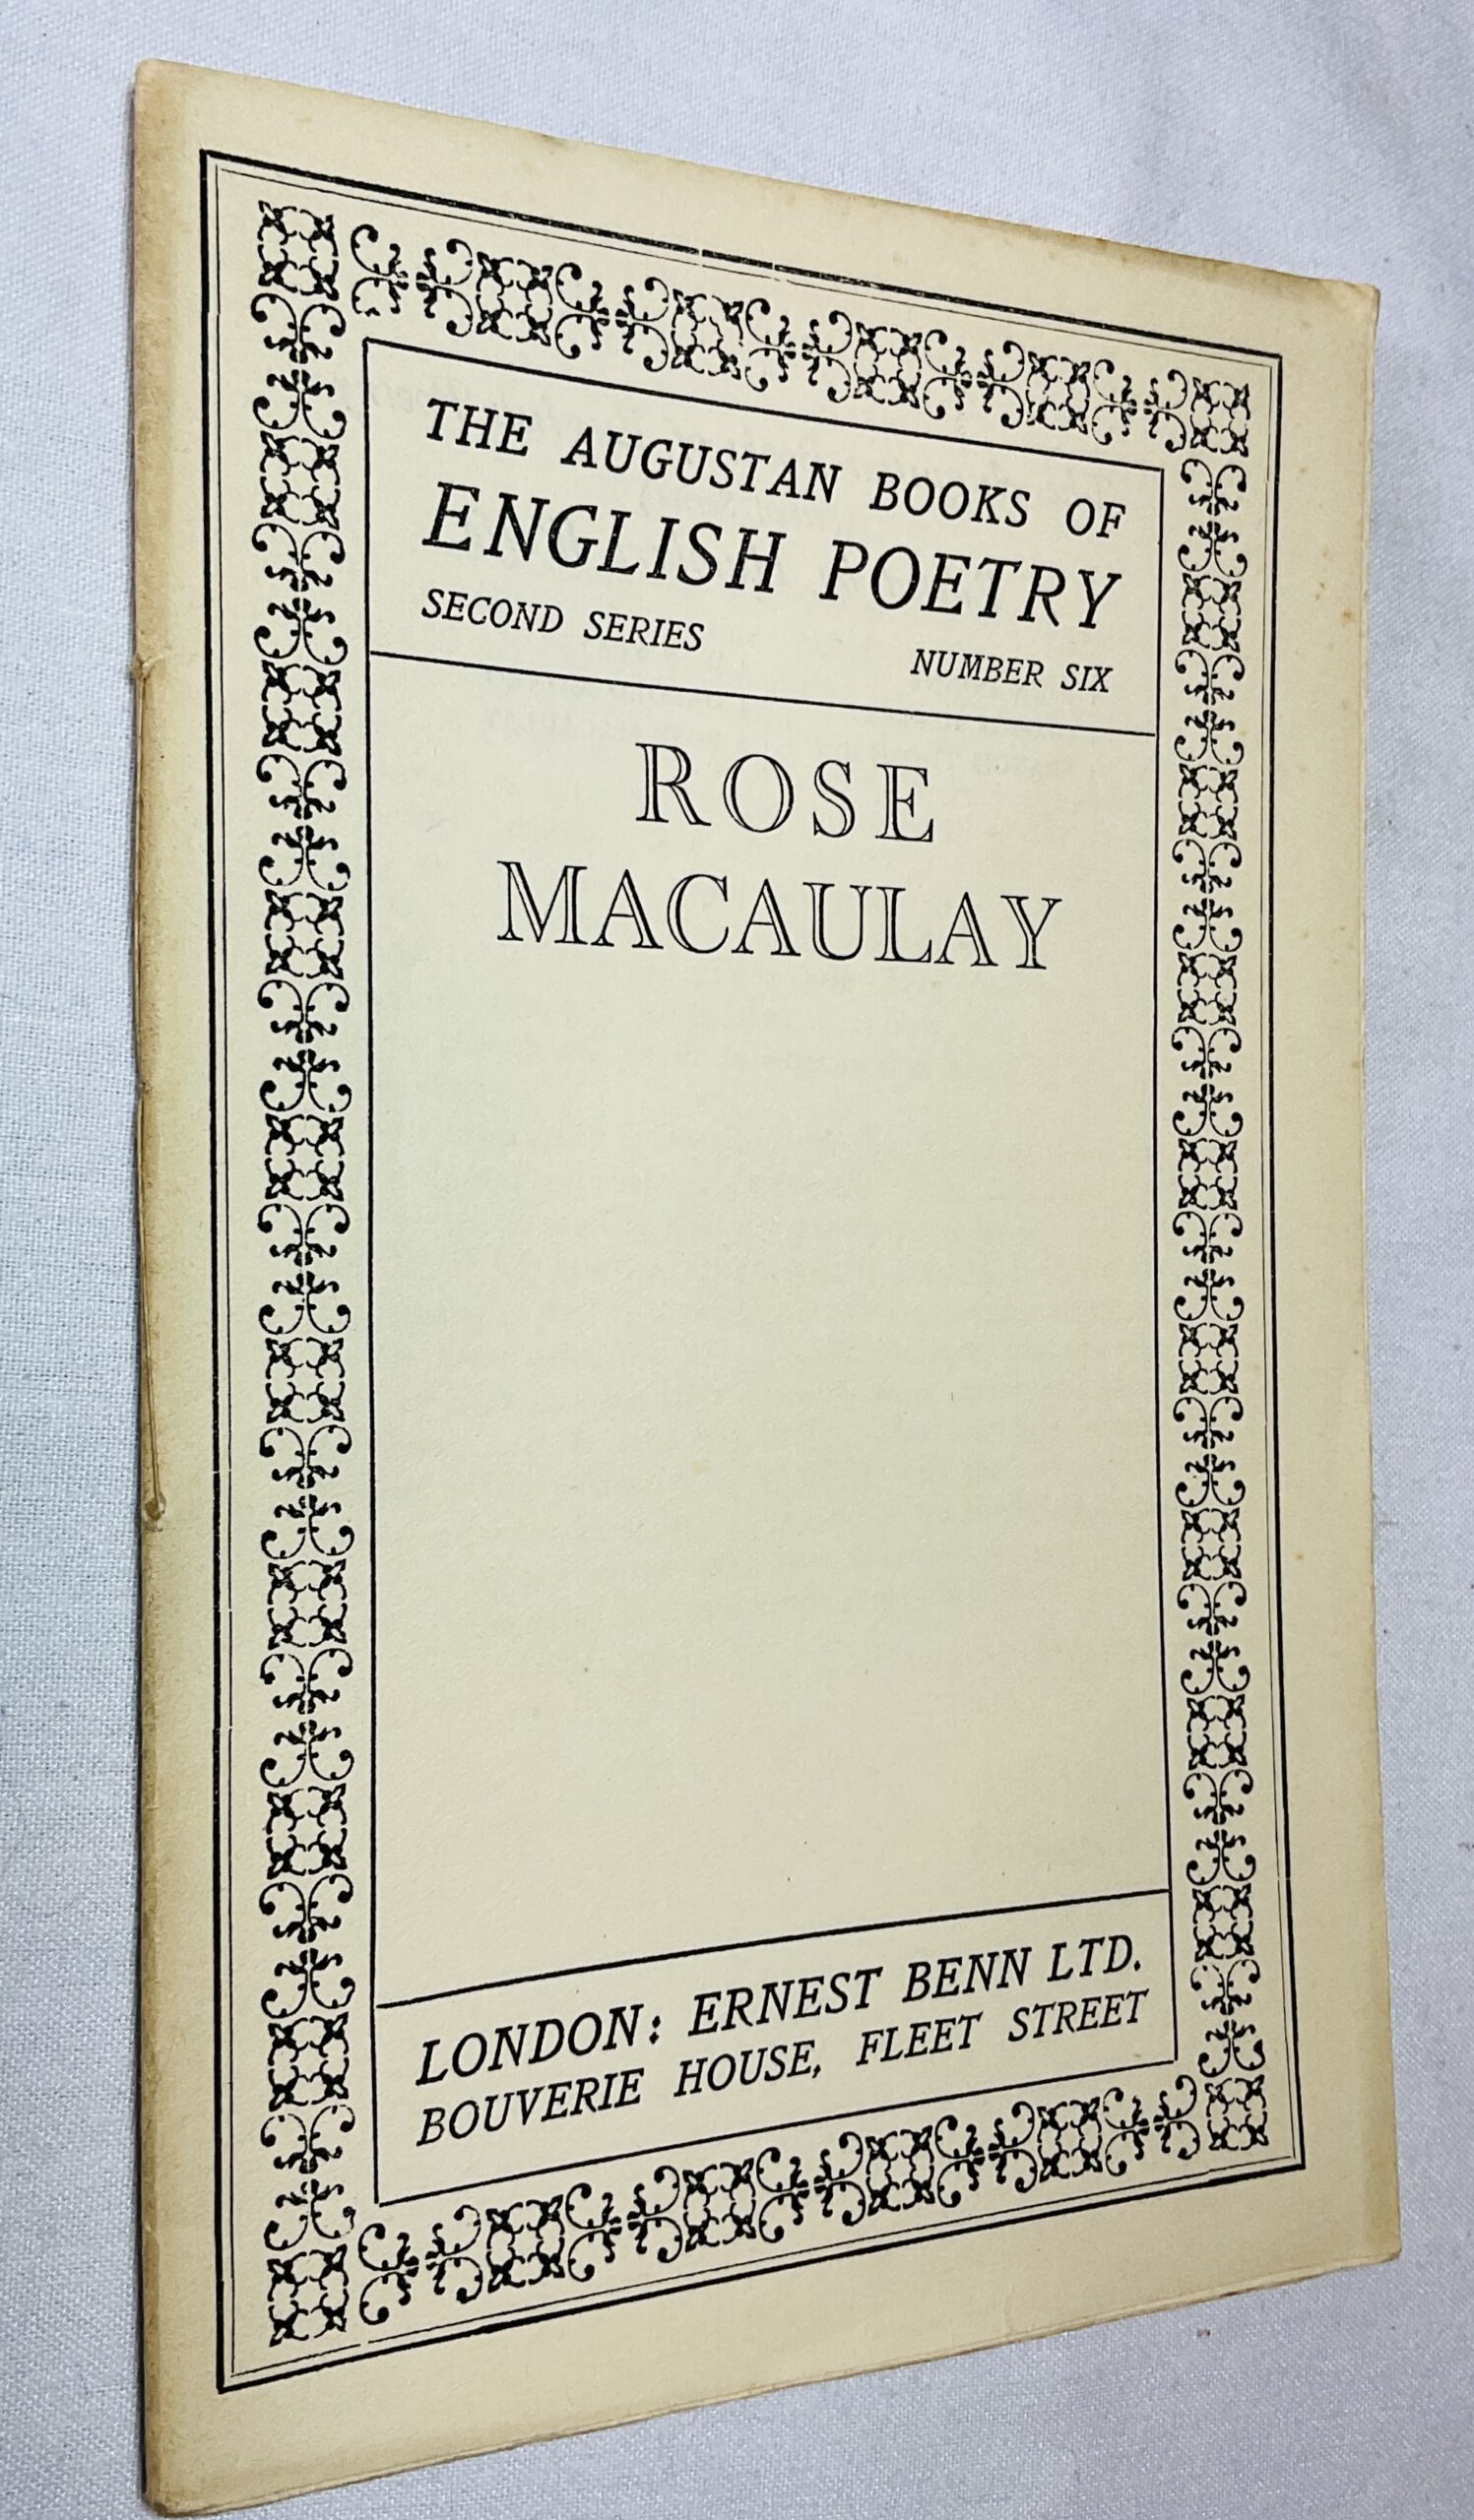 THE AUGUSTAN BOOKS OF
ENGLISH POETRY
SECOND SERIES NUMBER SIX
ROSE
MACAULAY
LONDON: ERNEST BENN LTD.
BOUVERIE HOUSE, FLEET STREET